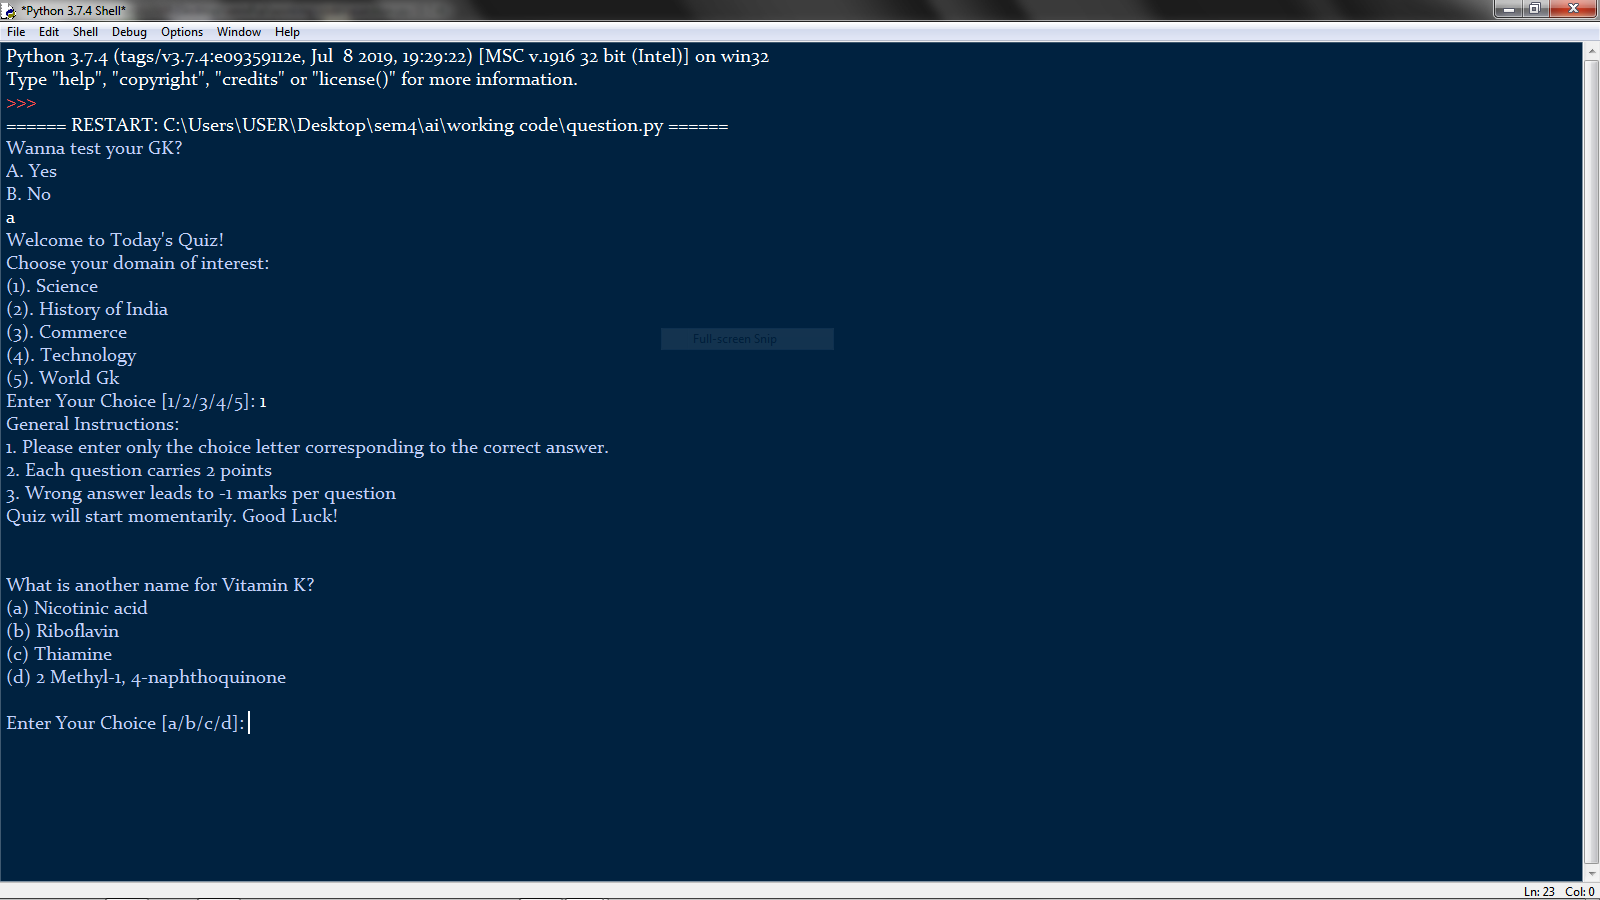 *Python 3.7.4 Shell*
File Edit Shell Debug Options Window Help
Python 3.7.4 (tags/v3.7.4:e09359112e, Jul  8 2019, 19:29:22) [MSC v.1916 32 bit (Intel)] on win32
Type "help", "copyright", "credits" or "license()" for more information.
>>>
====== RESTART: C:\Users\USER\Desktop\sem4\ai\working code\question.py ======
Wanna test your GK?
A. Yes
B. No
a
Welcome to Today's Quiz!
Choose your domain of interest:
(1). Science
(2). History of India
(3). Commerce
(4). Technology
(5). World Gk
Enter Your Choice [1/2/3/4/5]: 1
General Instructions:
1. Please enter only the choice letter corresponding to the correct answer.
2. Each question carries 2 points
3. Wrong answer leads to -1 marks per question
Quiz will start momentarily. Good Luck!
What is another name for Vitamin K?
(a) Nicotinic acid
(b) Riboflavin
(c) Thiamine
(d) 2 Methyl-1, 4-naphthoquinone
Enter Your Choice [a/b/c/d]:
Full-screen Snip
Ln: 23 Col: 0